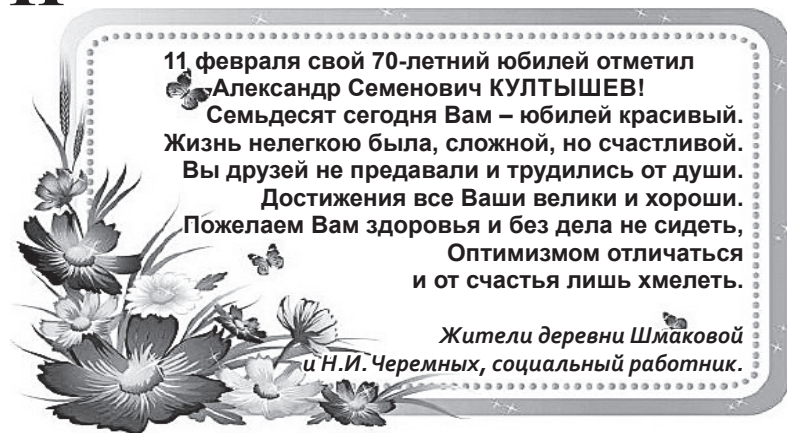 11 февраля свой 70-летний юбилей отметил
Александр Семенович КУЛТЫШЕВ!
Семьдесят сегодня Вам – юбилей красивый.
Жизнь нелегкою была, сложной, но счастливой.
Вы друзей не предавали и трудились от души.
Достижения все Ваши велики и хороши.
Пожелаем Вам здоровья и без дела не сидеть,
Оптимизмом отличаться
и от счастья лишь хмелеть.
Жители деревни Шмаковой
и Н.И. Черемных, социальный работник.